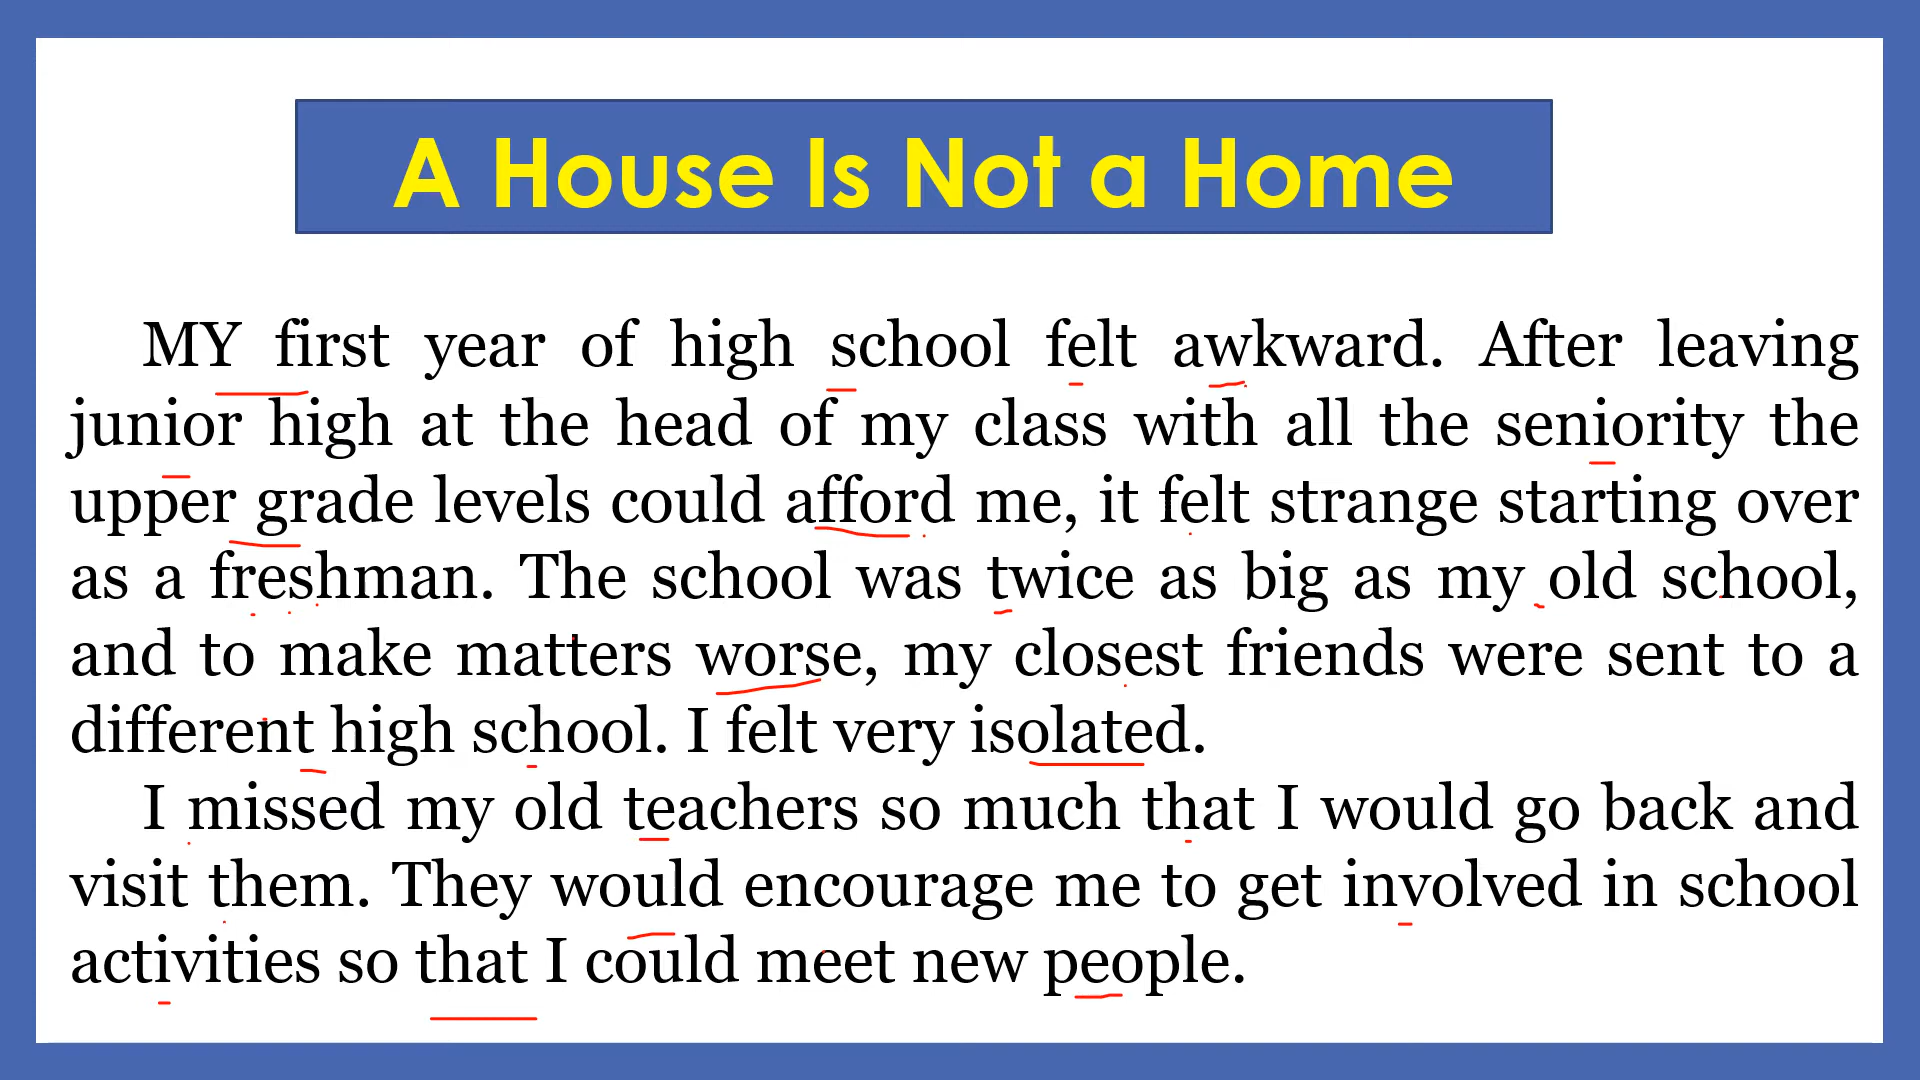 A House Is Not a Home
MY first year of high school felt awkward. After leaving
junior high at the head of my class with all the seniority the
upper grade levels could afford me, it felt strange starting over
as a freshman. The school was twice as big as my old school,
and to make matters worse, my closest friends were sent to a
different high school. I felt very isolated.
I missed my old teachers so much that I would go back and
visit them. They would encourage me to get involved in school
activities so that I could meet new people.